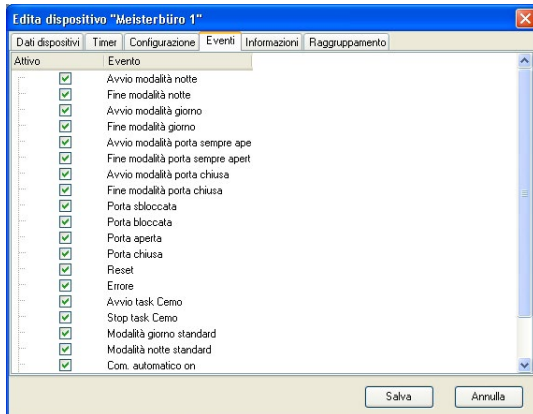 Edita dispositivo "Meisterbüro 1"
Dati dispositivi Timer Configurazione Eventi Informazioni Raggruppamento
Attivo Evento
Avvio modalità notte
Fine modalità notte
Avvio modalità giorno
Fine modalità giorno
Avvio modalità porta sempre ape
Fine modalità porta sempre apert
Avvio modalità porta chiusa
Fine modalità porta chiusa
Porta sbloccata
Porta bloccata
Porta aperta
Porta chiusa
Reset
Errore
Avvio task Cemo
Stop task Cemo
Modalità giorno standard
Modalità notte standard
Com. automatico on
Salva Annulla